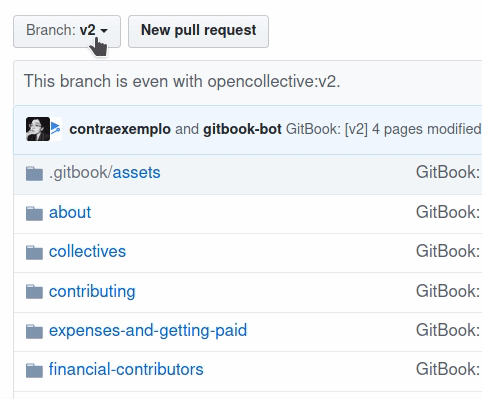 Branch: v2 New pull request
This branch is even with opencollective:v2.
contraexemplo and gitbook-bot GitBook: [v2] 4 pages modified
.gitbook/assets GitBook:
about GitBook:
collectives GitBook:
contributing GitBook:
expenses-and-getting-paid GitBook:
financial-contributors GitBook: